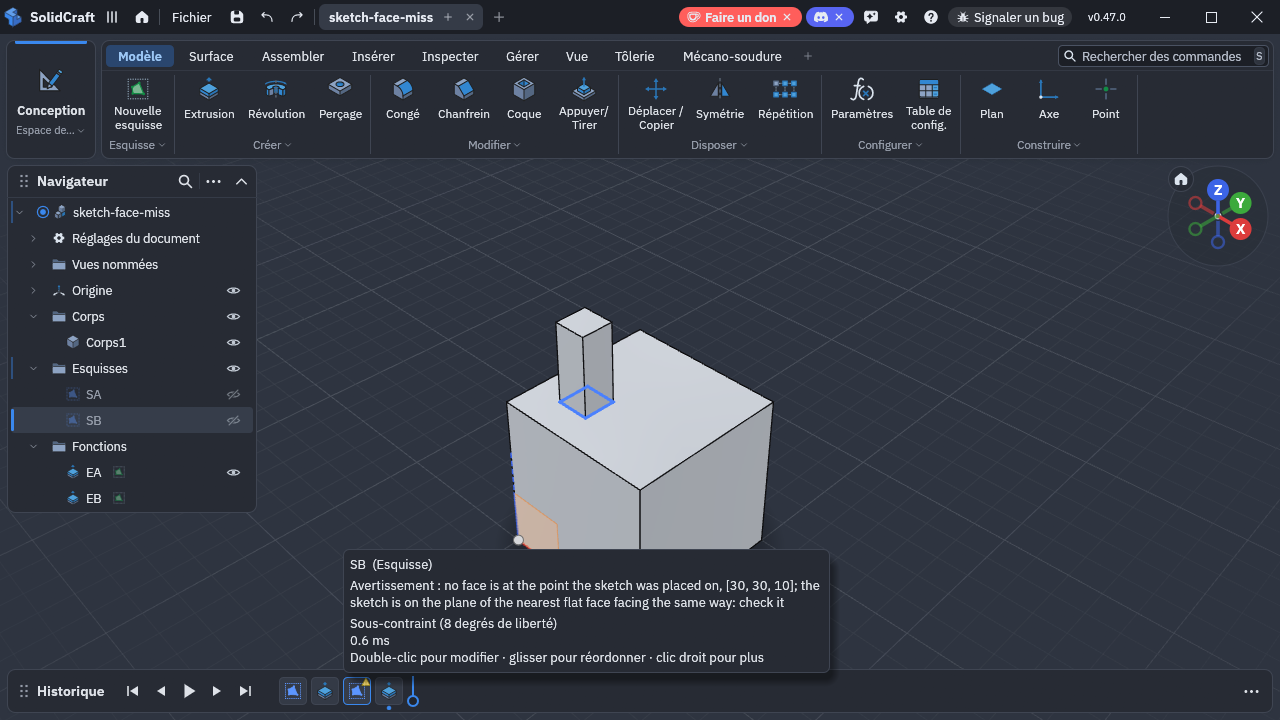 SolidCraft
Fichier
sketch-face-miss
Faire un don
Signaler un bug
v0.47.0
Conception
Espace de...
Modèle
Surface
Assembler
Insérer
Inspecter
Gérer
Vue
Tôlerie
Mécano-soudure
Rechercher des commandes
S
Nouvelle esquisse
Extrusion
Révolution
Perçage
Congé
Chanfrein
Coque
Appuyer/
Tirer
Déplacer /
Copier
Symétrie
Répétition
Paramètres
Table de
config.
Plan
Axe
Point
Esquisse
Créer
Modifier
Disposer
Configurer
Construire
Navigateur
sketch-face-miss
Réglages du document
Vues nommées
Origine
Corps
Corps1
Esquisses
SA
SB
Fonctions
EA
EB
Z
Y
X
SB (Esquisse)
Avertissement : no face is at the point the sketch was placed on, [30, 30, 10]; the
sketch is on the plane of the nearest flat face facing the same way: check it
Sous-contraint (8 degrés de liberté)
0.6 ms
Double-clic pour modifier · glisser pour réordonner · clic droit pour plus
Historique